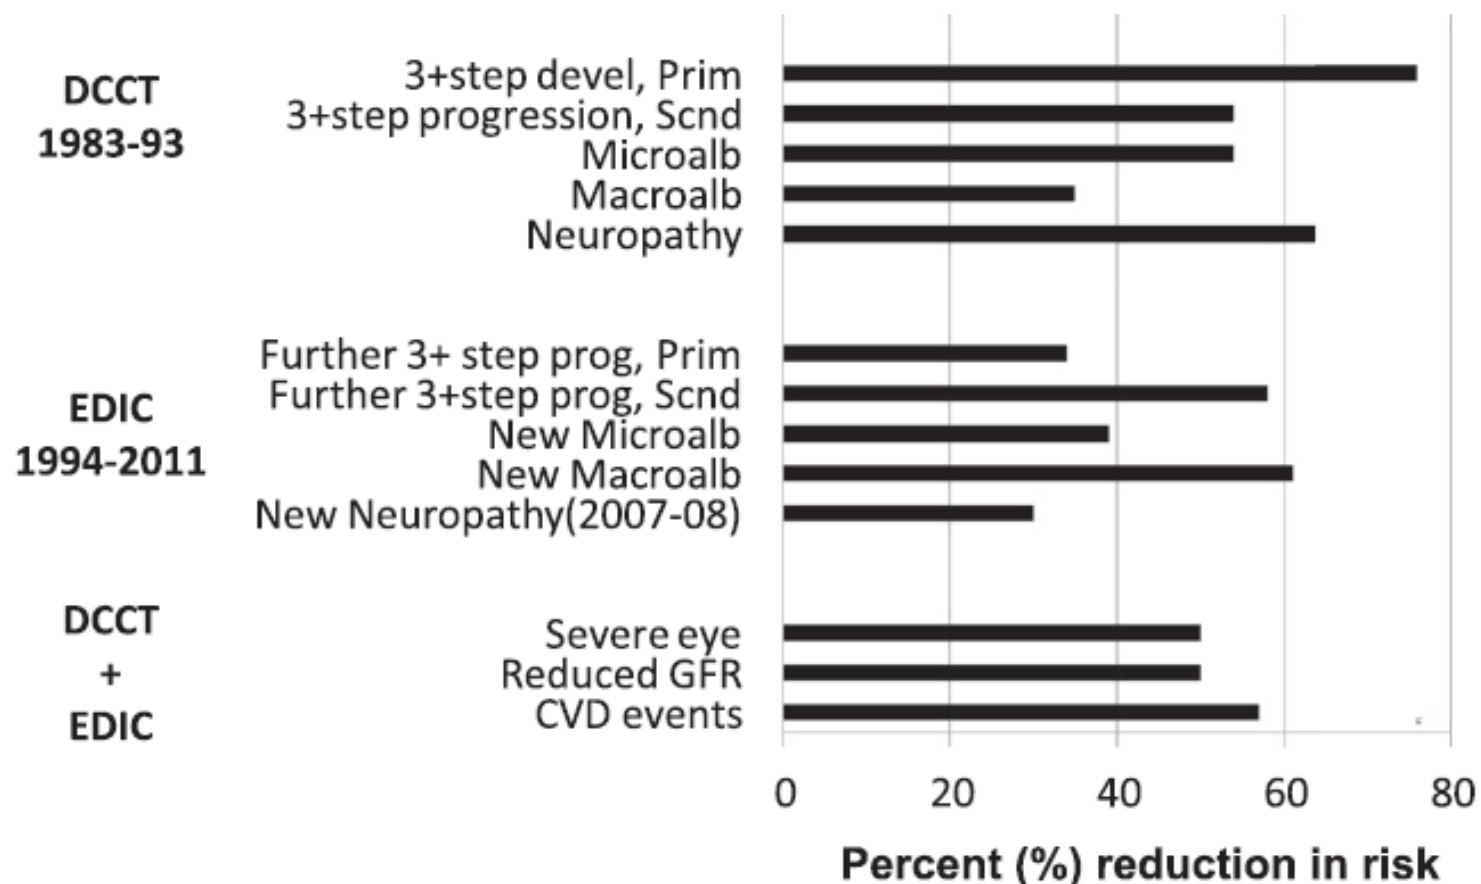 DCCT
1983-93
3+step devel, Prim
3+step progression, Scnd
Microalb
Macroalb
Neuropathy
EDIC
1994-2011
Further 3+ step prog, Prim
Further 3+step prog, Scnd
New Microalb
New Macroalb
New Neuropathy(2007-08)
DCCT
+
EDIC
Severe eye
Reduced GFR
CVD events
0 20 40 60 80
Percent (%) reduction in risk